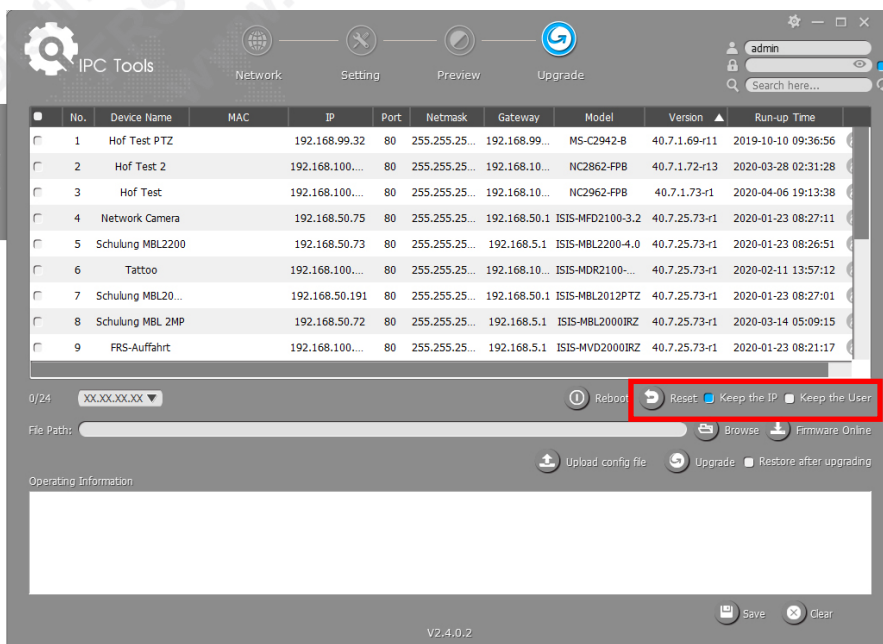 IPC Tools
Network Setting Preview Upgrade
admin
Search here...
No. Device Name MAC IP Port Netmask Gateway Model Version ▲ Run-up Time
1 Hof Test PTZ 192.168.99.32 80 255.255.25... 192.168.99... MS-C2942-B 40.7.1.69-r11 2019-10-10 09:36:56
2 Hof Test 2 192.168.100.... 80 255.255.25... 192.168.10... NC2862-FPB 40.7.1.72-r13 2020-03-28 02:31:28
3 Hof Test 192.168.100.... 80 255.255.25... 192.168.10... NC2962-FPB 40.7.1.73-r1 2020-04-06 19:13:38
4 Network Camera 192.168.50.75 80 255.255.25... 192.168.50.1 ISIS-MFD2100-3.2 40.7.25.73-r1 2020-01-23 08:27:11
5 Schulung MBL2200 192.168.50.73 80 255.255.25... 192.168.5.1 ISIS-MBL2200-4.0 40.7.25.73-r1 2020-01-23 08:26:51
6 Tattoo 192.168.100.... 80 255.255.25... 192.168.10... ISIS-MDR2100-... 40.7.25.73-r1 2020-02-11 13:57:12
7 Schulung MBL20... 192.168.50.191 80 255.255.25... 192.168.50.1 ISIS-MBL2012PTZ 40.7.25.73-r1 2020-01-23 08:27:01
8 Schulung MBL 2MP 192.168.50.72 80 255.255.25... 192.168.5.1 ISIS-MBL2000IRZ 40.7.25.73-r1 2020-03-14 05:09:15
9 FRS-Auffahrt 192.168.100.... 80 255.255.25... 192.168.5.1 ISIS-MVD2000IRZ 40.7.25.73-r1 2020-01-23 08:21:17
0/24 XX.XX.XX.XX ▼ Reboot Reset Keep the IP Keep the User
File Path: Browse Firmware Online
Upload config file Upgrade Restore after upgrading
Operating Information
Save Clear
V2.4.0.2